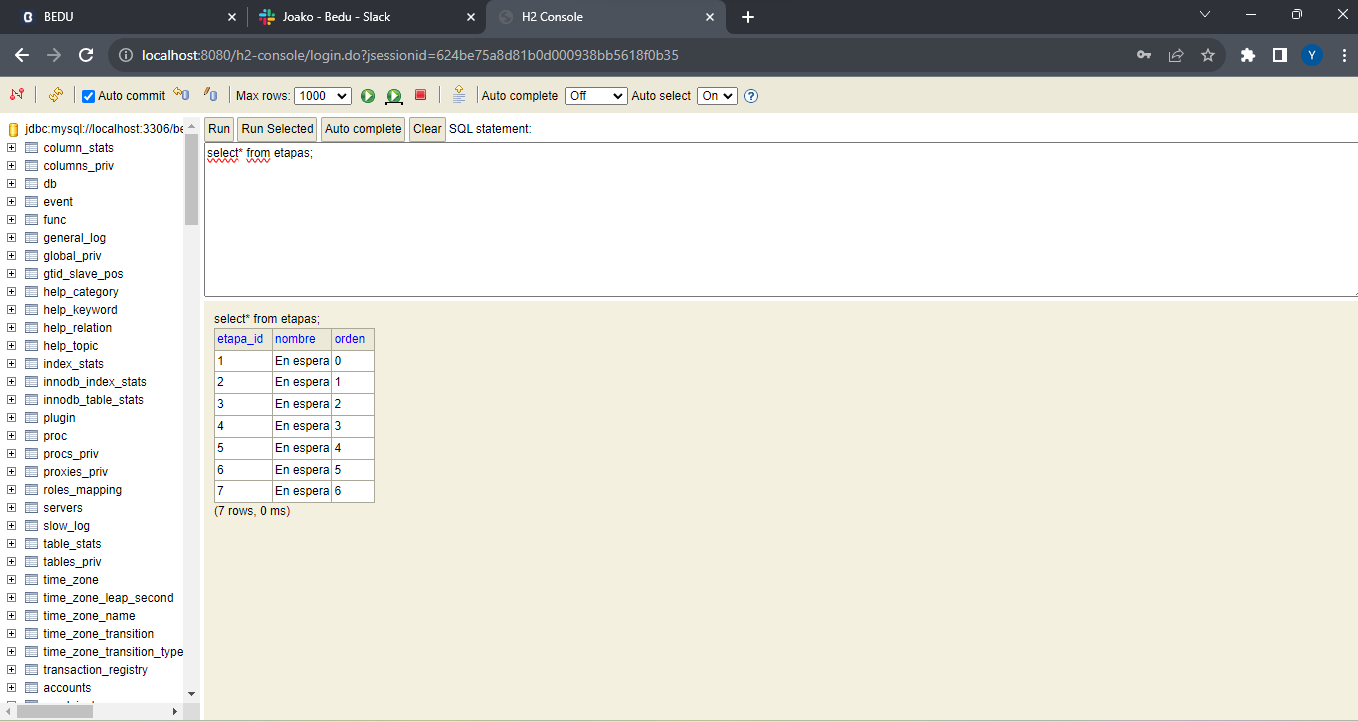 BEDU
Joako - Bedu - Slack
H2 Console
localhost:8080/h2-console/login.do?jsessionid=624be75a8d81b0d000938bb5618f0b35
Y
Auto commit
Max rows: 1000
Auto complete Off
Auto select On
?
jdbc:mysql://localhost:3306/be
column_stats
columns_priv
db
event
func
general_log
global_priv
gtid_slave_pos
help_category
help_keyword
help_relation
help_topic
index_stats
innodb_index_stats
innodb_table_stats
plugin
proc
procs_priv
proxies_priv
roles_mapping
servers
slow_log
table_stats
tables_priv
time_zone
time_zone_leap_second
time_zone_name
time_zone_transition
time_zone_transition_type
transaction_registry
accounts
Run Run Selected Auto complete Clear SQL statement:
select* from etapas;
select* from etapas;
etapa_id nombre orden
1 En espera 0
2 En espera 1
3 En espera 2
4 En espera 3
5 En espera 4
6 En espera 5
7 En espera 6
(7 rows, 0 ms)